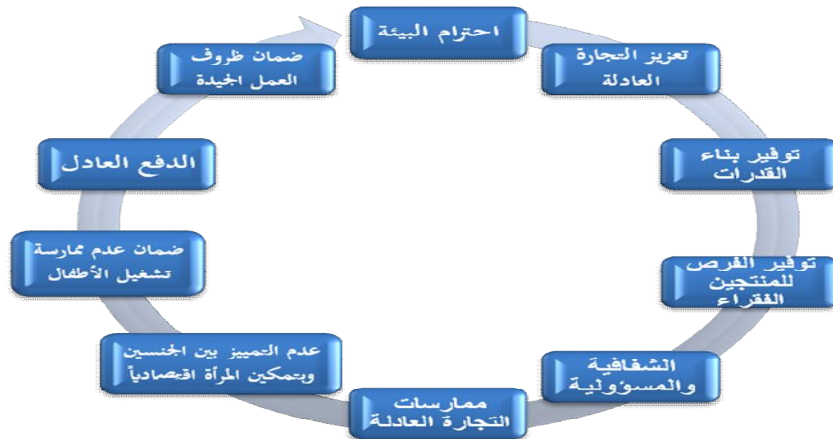 احترام البيئة
تعزيز التجارة
العادلة
توفير بناء
القدرات
توفير الفرص
للمنتجين
الفقراء
الشفافية
والمسؤولية
ممارسات
التجارة العادلة
عدم التمييز بين الجنسين
وبتمكين المرأة اقتصادياً
ضمان عدم ممارسة
تشغيل الأطفال
الدفع العادل
ضمان ظروف
العمل الجيدة